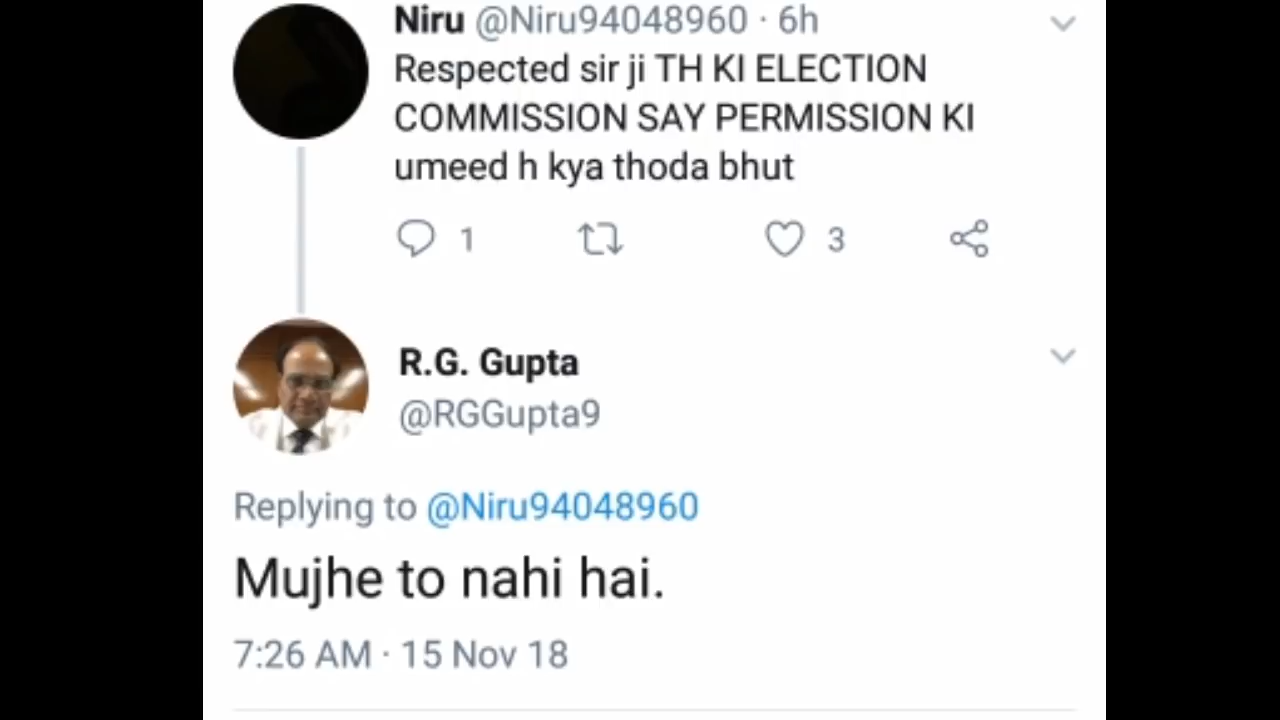 Niru @Niru94048960 · 6h
Respected sir ji TH KI ELECTION
COMMISSION SAY PERMISSION KI
umeed h kya thoda bhut
1 3
R.G. Gupta
@RGGupta9
Replying to @Niru94048960
Mujhe to nahi hai.
7:26 AM · 15 Nov 18